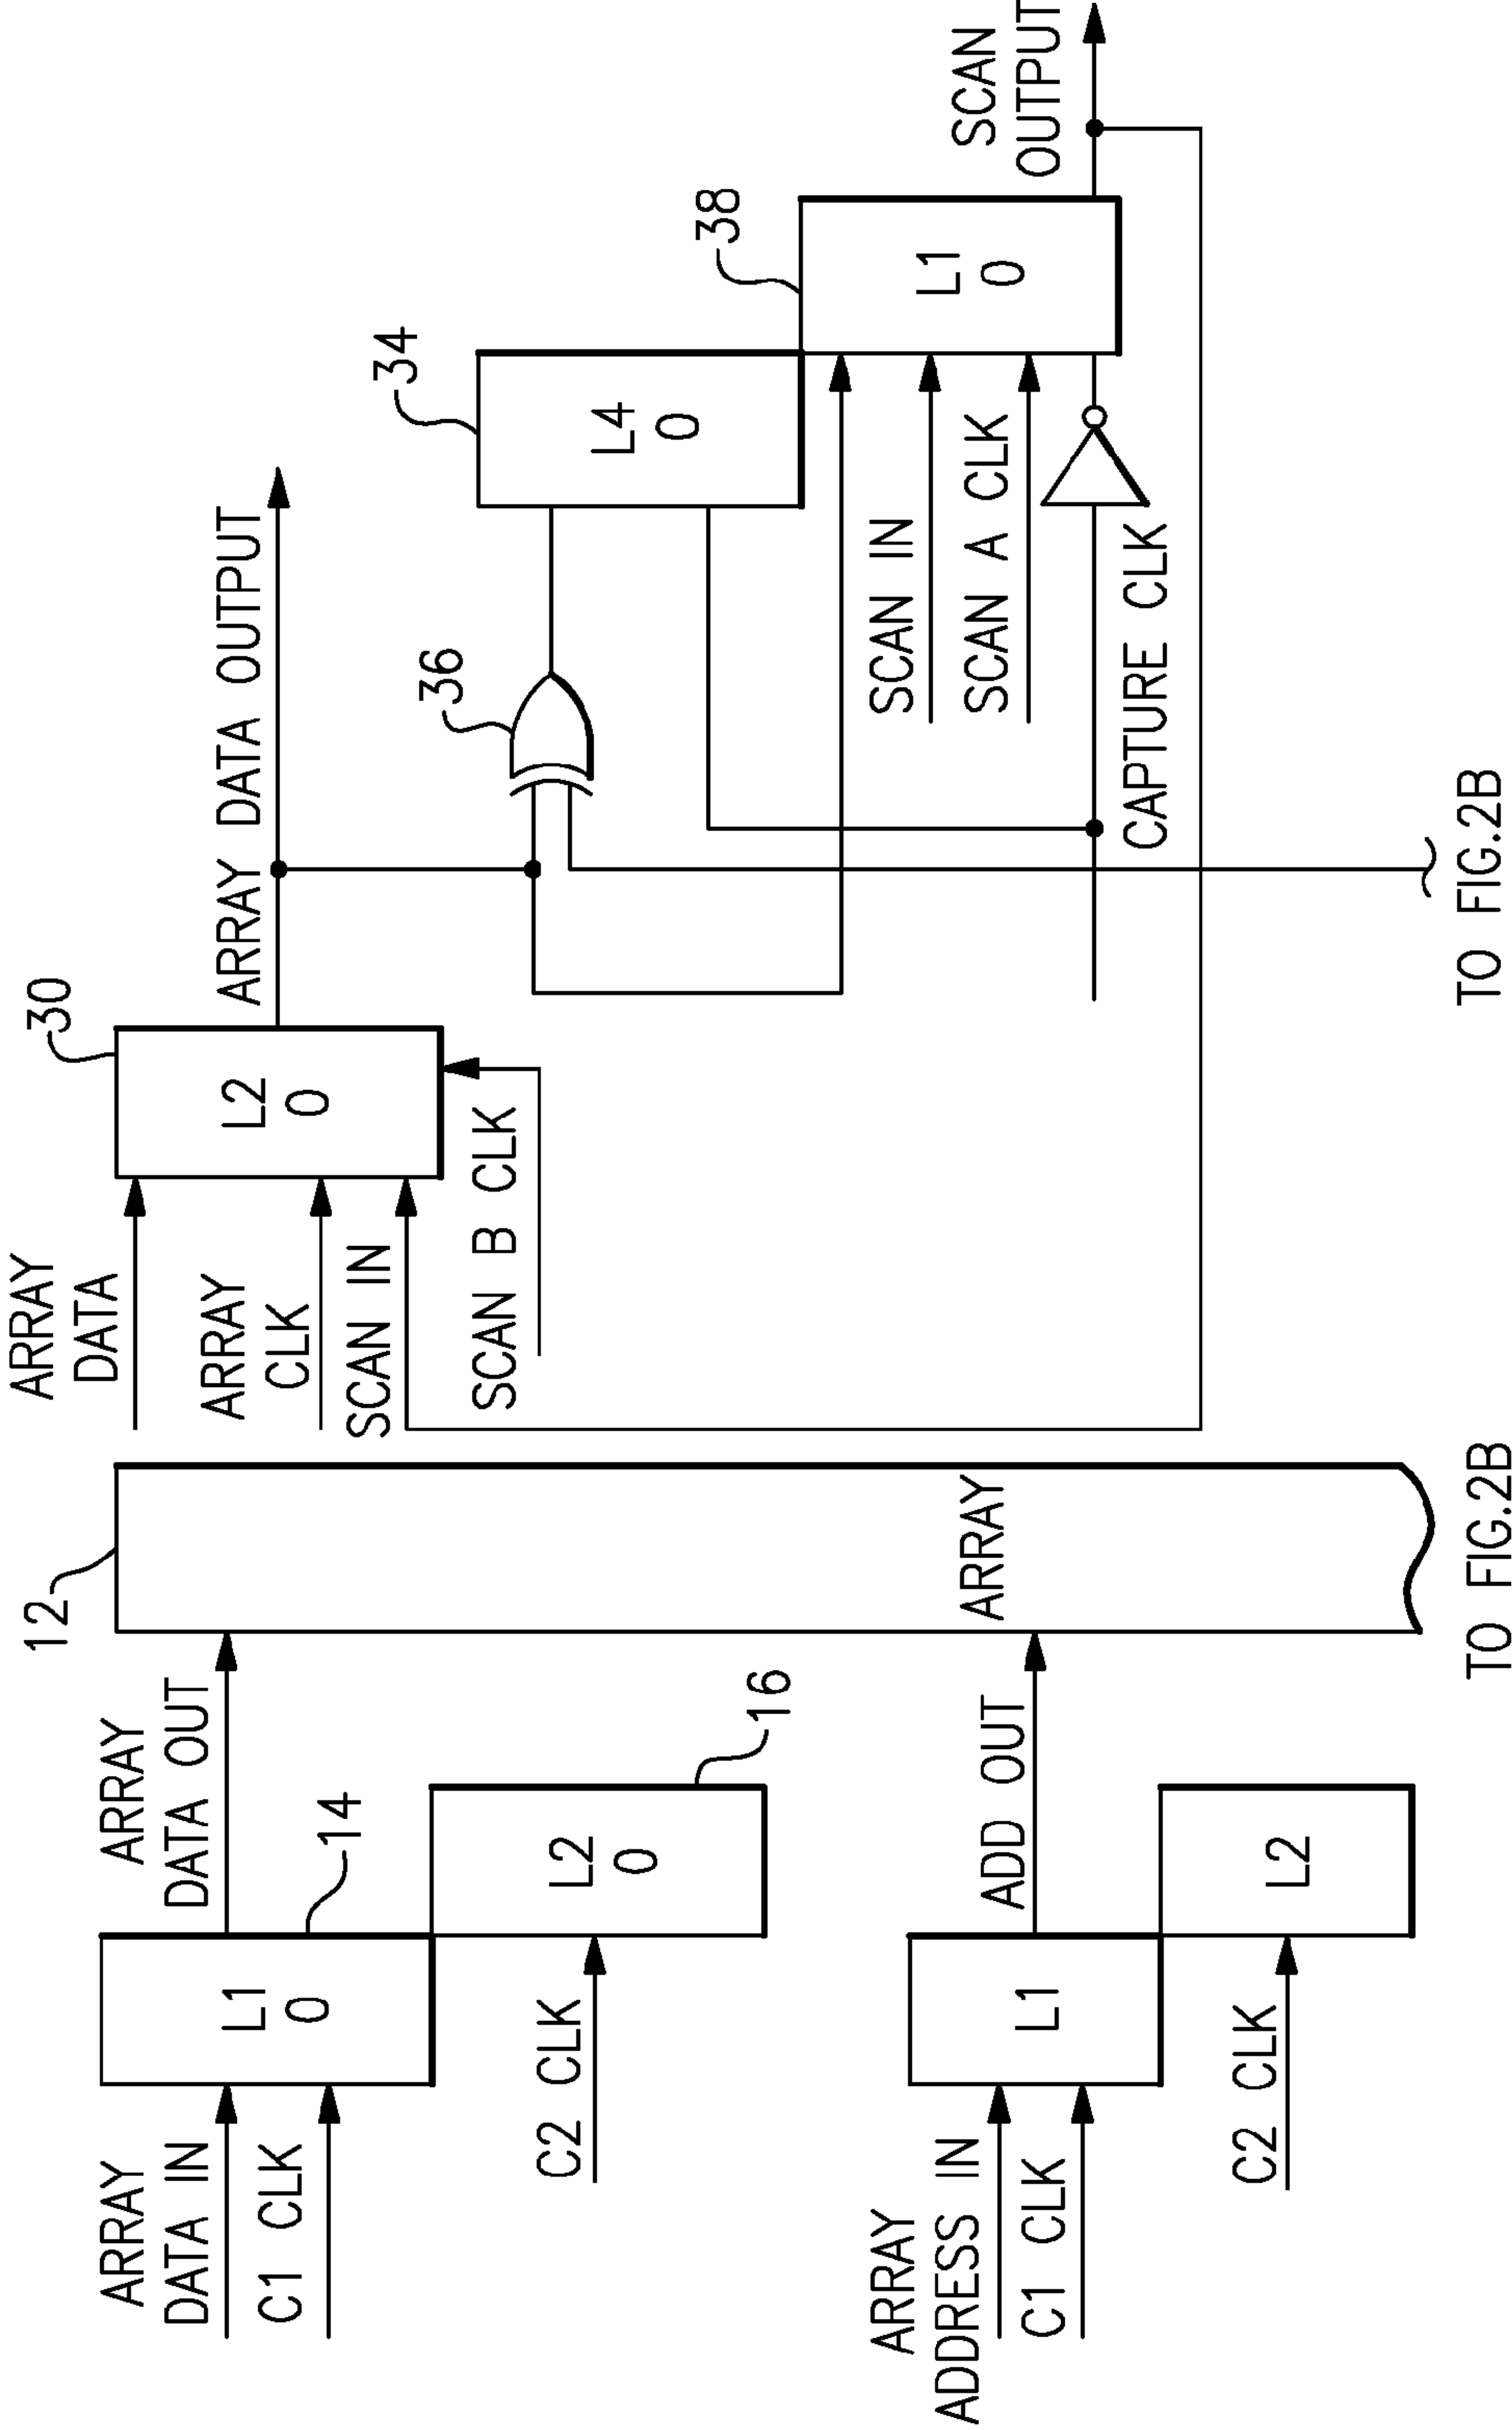 ARRAY
DATA IN
C1 CLK
L1
0
14
ARRAY
DATA OUT
C2 CLK
L2
0
16
12
ARRAY
ARRAY
ADDRESS IN
C1 CLK
L1
ADD OUT
C2 CLK
L2
TO FIG.2B
ARRAY
DATA
ARRAY
CLK
SCAN IN
SCAN B CLK
L2
0
30
ARRAY DATA OUTPUT
36
L4
0
34
SCAN IN
SCAN A CLK
CAPTURE CLK
L1
0
38
SCAN
OUTPUT
TO FIG.2B